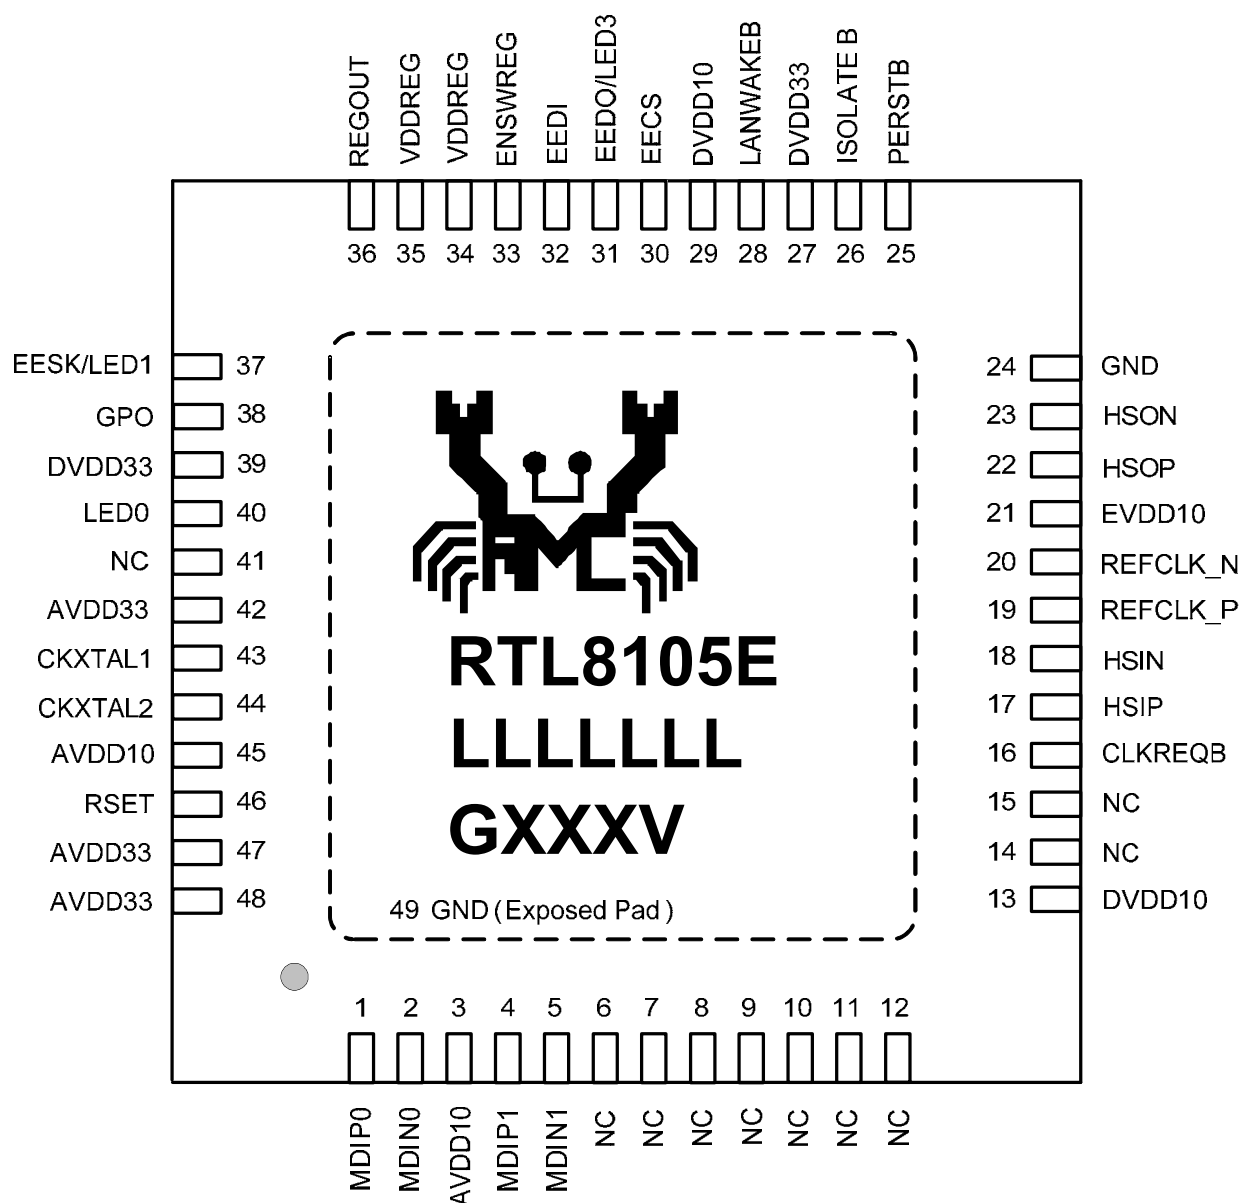 REGOUT
VDDREG
VDDREG
ENSWREG
EEDI
EEDO/LED3
EECS
DVDD10
LANWAKEB
DVDD33
ISOLATE B
PERSTB
36 35 34 33 32 31 30 29 28 27 26 25
EESK/LED1 37
GPO 38
DVDD33 39
LED0 40
NC 41
AVDD33 42
CKXTAL1 43
CKXTAL2 44
AVDD10 45
RSET 46
AVDD33 47
AVDD33 48
RTL8105E
LLLLLLL
GXXXV
49 GND (Exposed Pad)
24 GND
23 HSON
22 HSOP
21 EVDD10
20 REFCLK_N
19 REFCLK_P
18 HSIN
17 HSIP
16 CLKREQB
15 NC
14 NC
13 DVDD10
1 2 3 4 5 6 7 8 9 10 11 12
MDIP0
MDIN0
AVDD10
MDIP1
MDIN1
NC
NC
NC
NC
NC
NC
NC